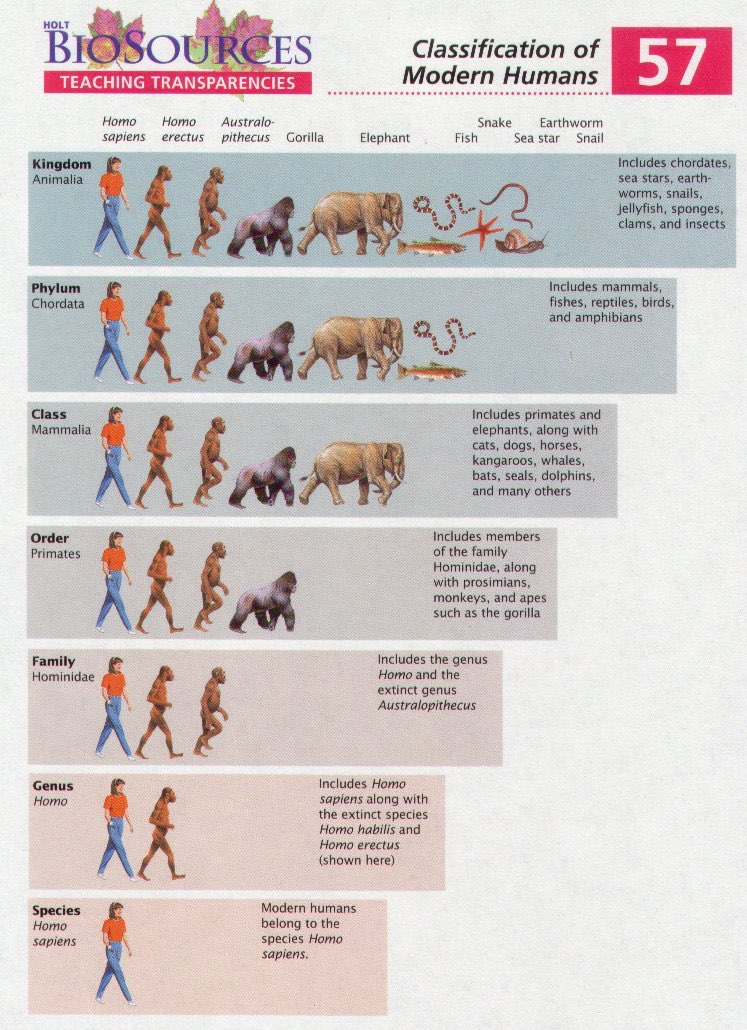 HOLT
BIOSOURCES
TEACHING TRANSPARENCIES
Classification of
Modern Humans
57
Homo
sapiens
Homo
erectus
Australo-
pithecus
Gorilla
Elephant
Fish
Snake
Sea star
Earthworm
Snail
Kingdom
Animalia
Includes chordates,
sea stars, earth-
worms, snails,
jellyfish, sponges,
clams, and insects
Phylum
Chordata
Includes mammals,
fishes, reptiles, birds,
and amphibians
Class
Mammalia
Includes primates and
elephants, along with
cats, dogs, horses,
kangaroos, whales,
bats, seals, dolphins,
and many others
Order
Primates
Includes members
of the family
Hominidae, along
with prosimians,
monkeys, and apes
such as the gorilla
Family
Hominidae
Includes the genus
Homo and the
extinct genus
Australopithecus
Genus
Homo
Includes Homo
sapiens along with
the extinct species
Homo habilis and
Homo erectus
(shown here)
Species
Homo
sapiens
Modern humans
belong to the
species Homo
sapiens.